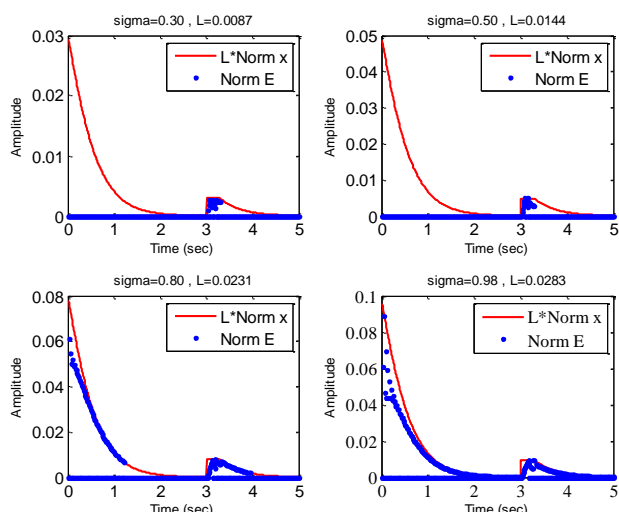 sigma=0.30 , L=0.0087
0.03
0.02
0.01
0
Amplitude
L*Norm x
Norm E
0 1 2 3 4 5
Time (sec)
sigma=0.50 , L=0.0144
0.05
0.04
0.03
0.02
0.01
0
Amplitude
L*Norm x
Norm E
0 1 2 3 4 5
Time (sec)
sigma=0.80 , L=0.0231
0.08
0.06
0.04
0.02
0
Amplitude
L*Norm x
Norm E
0 1 2 3 4 5
Time (sec)
sigma=0.98 , L=0.0283
0.1
0.08
0.06
0.04
0.02
0
Amplitude
L*Norm x
Norm E
0 1 2 3 4 5
Time (sec)